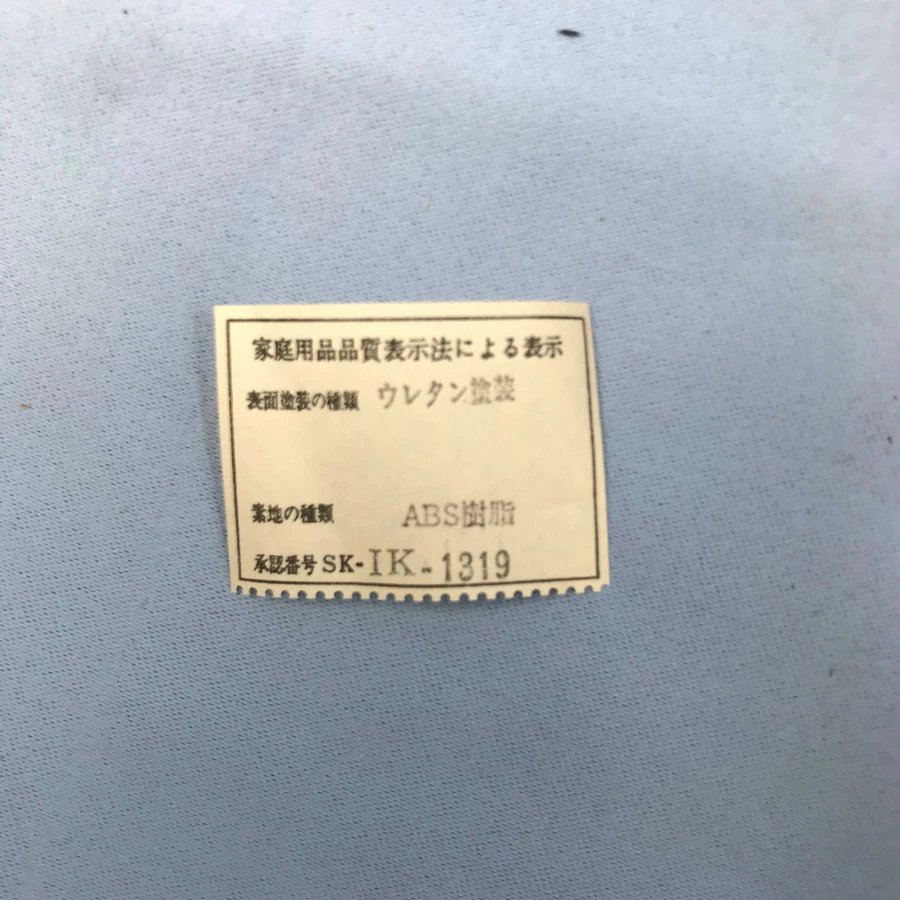 家庭用品品質表示法による表示
表面塗装の種類 ウレタン塗装
素地の種類 ABS樹脂
承認番号 SK-IK-1319